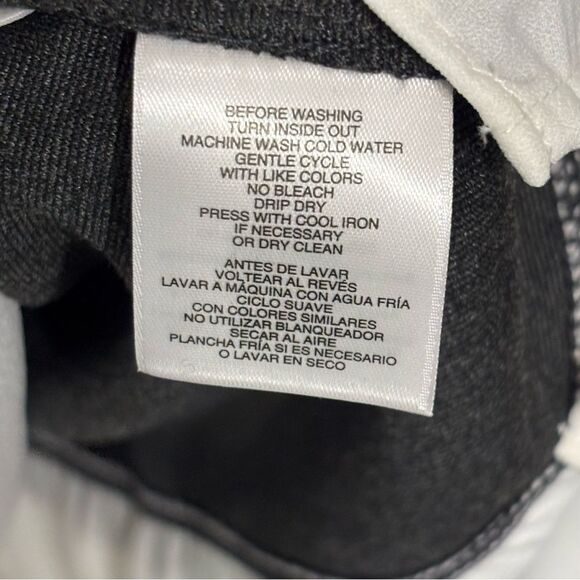 BEFORE WASHING
TURN INSIDE OUT
MACHINE WASH COLD WATER
GENTLE CYCLE
WITH LIKE COLORS
NO BLEACH
DRIP DRY
PRESS WITH COOL IRON
IF NECESSARY
OR DRY CLEAN
ANTES DE LAVAR
VOLTEAR AL REVÉS
LAVAR A MÁQUINA CON AGUA FRÍA
CICLO SUAVE
CON COLORES SIMILARES
NO UTILIZAR BLANQUEADOR
SECAR AL AIRE
PLANCHA FRÍA SI ES NECESARIO
O LAVAR EN SECO